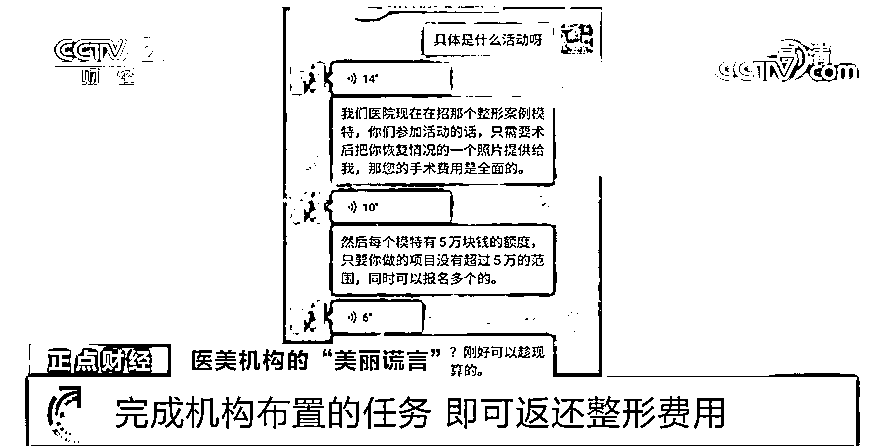 具体是什么活动呀
CCTV 2
财经
CCTV.com
14"
我们医院现在在招那个整形案例模
特，你们参加活动的话，只需要术
后把你恢复情况的一个照片提供给
我，那您的手术费用是全面的。
10"
然后每个模特有5万块钱的额度，
只要你做的项目没有超过5万的范
围，同时可以报名多个的。
6"
？刚好可以趁现
算的。
正点财经
医美机构的“美丽谎言”
完成机构布置的任务 即可返还整形费用